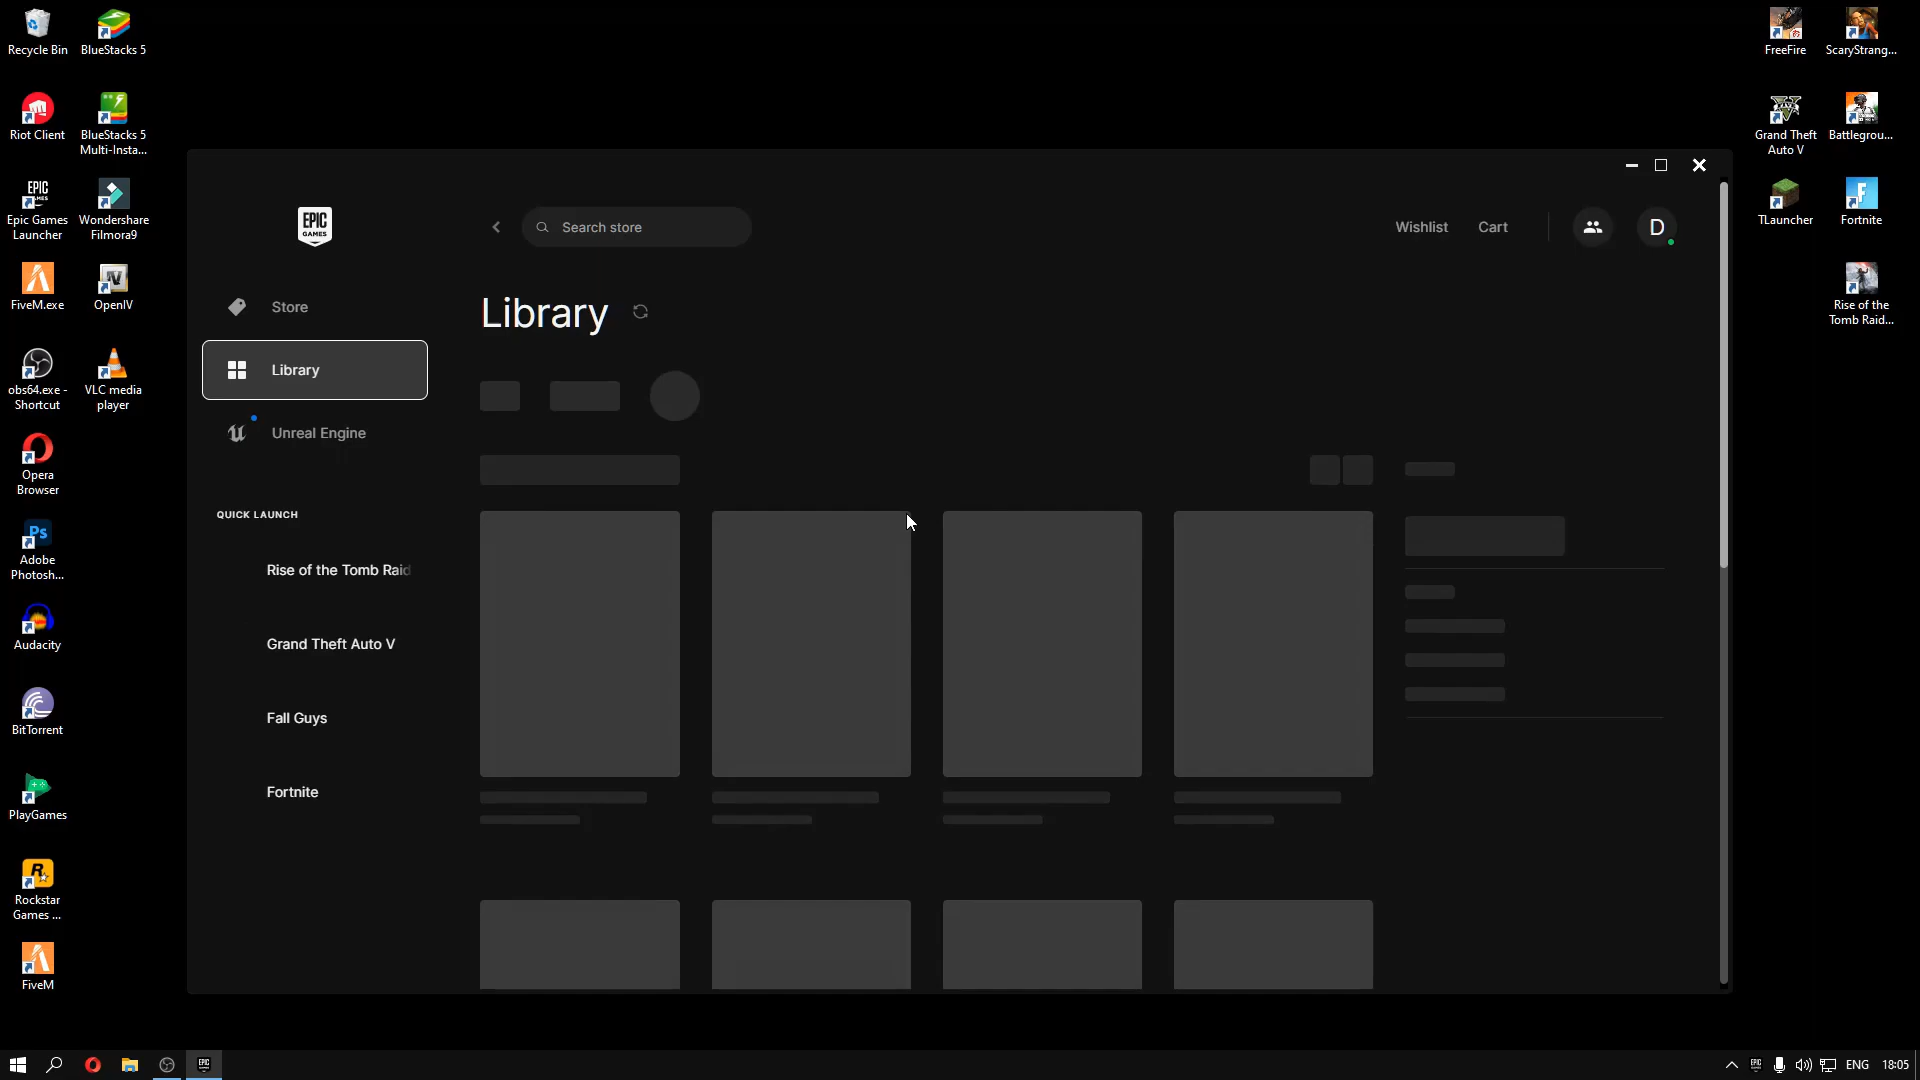 Recycle Bin
BlueStacks 5
Riot Client
BlueStacks 5
Multi-Insta...
Epic Games
Launcher
Wondershare
Filmora9
FiveM.exe
OpenIV
obs64.exe -
Shortcut
VLC media
player
Opera
Browser
Adobe
Photosh...
Audacity
BitTorrent
PlayGames
Rockstar
Games ...
FiveM
EPIC
GAMES
Search store
Wishlist
Cart
D
Store
Library
Unreal Engine
QUICK LAUNCH
Rise of the Tomb Raid
Grand Theft Auto V
Fall Guys
Fortnite
Library
FreeFire
ScaryStrang...
Grand Theft
Auto V
Battlegrou...
TLauncher
Fortnite
Rise of the
Tomb Raid...
ENG
18:05